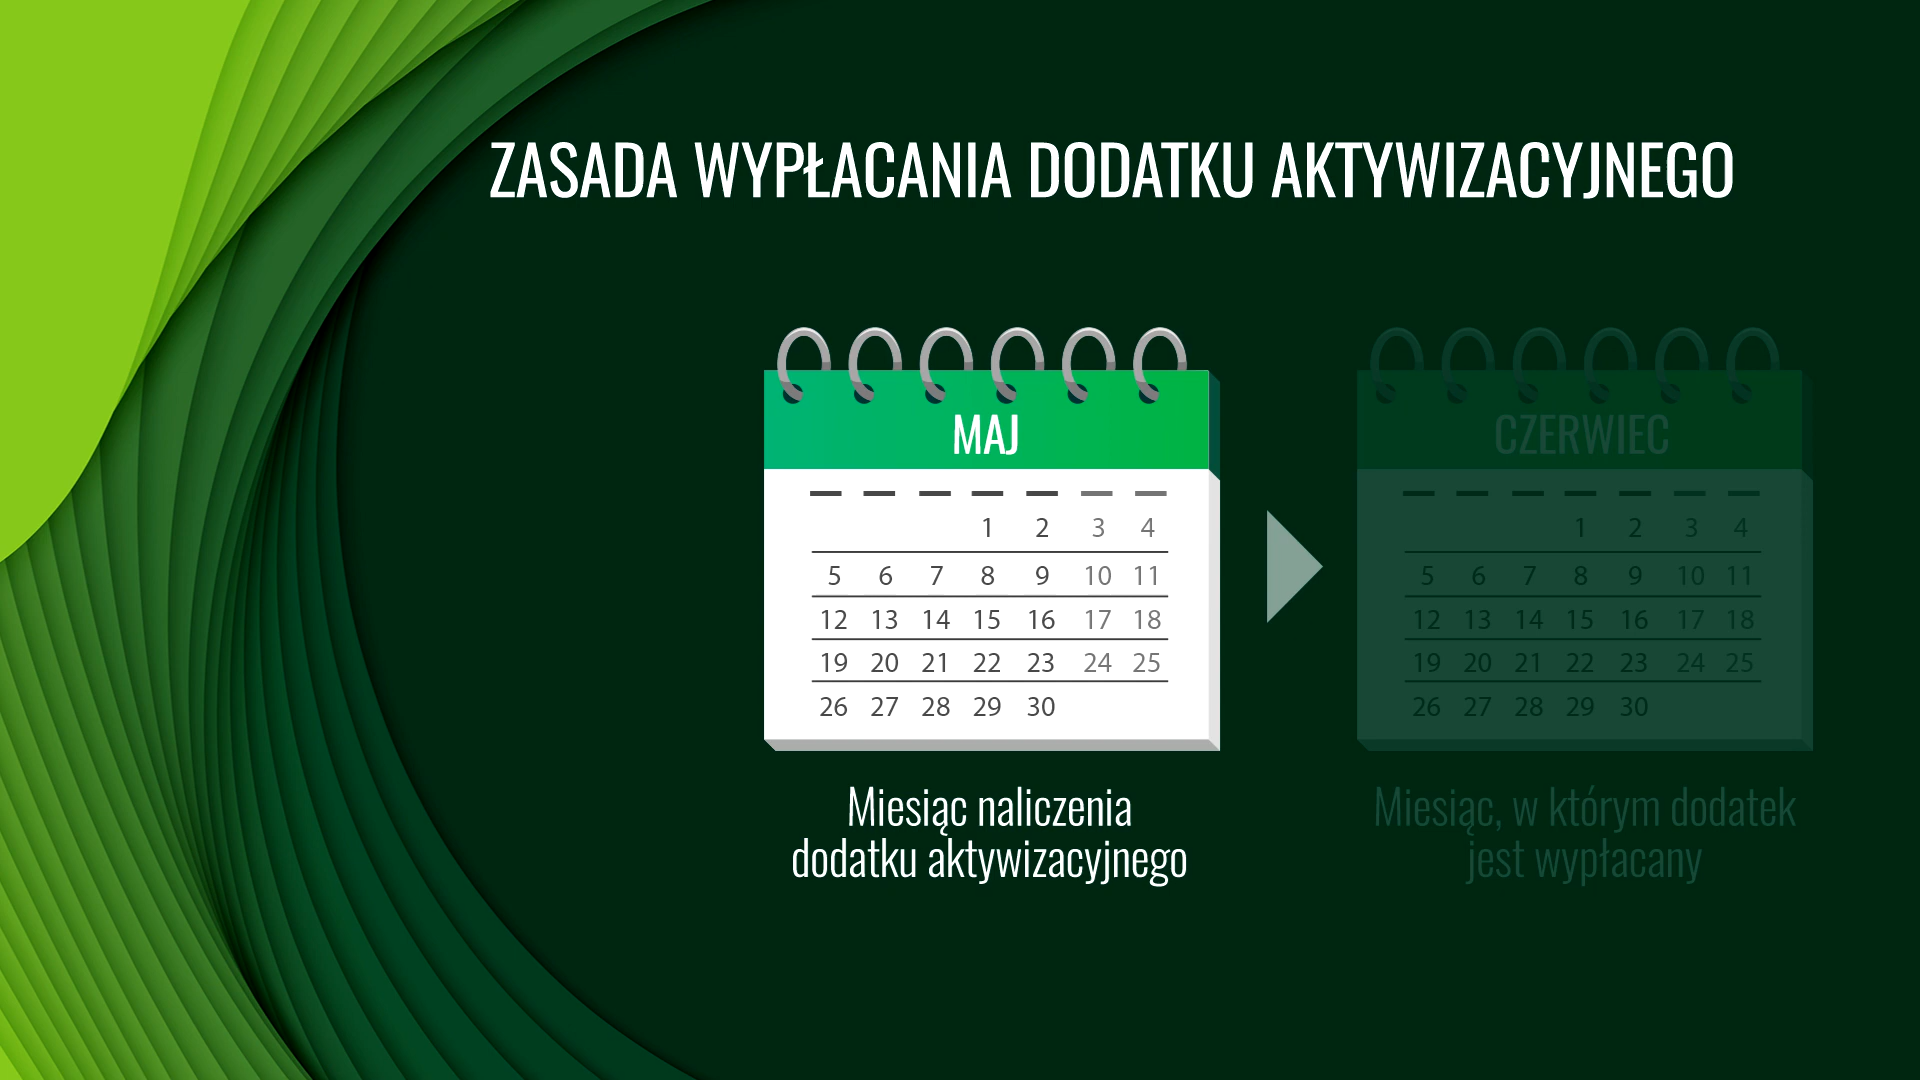 ZASADA WYPŁACANIA DODATKU AKTYWIZACYJNEGO
MAJ
1 2 3 4
5 6 7 8 9 10 11
12 13 14 15 16 17 18
19 20 21 22 23 24 25
26 27 28 29 30
Miesiąc naliczenia
dodatku aktywizacyjnego
CZERWIEC
1 2 3 4
5 6 7 8 9 10 11
12 13 14 15 16 17 18
19 20 21 22 23 24 25
26 27 28 29 30
Miesiąc, w którym dodatek
jest wypłacany